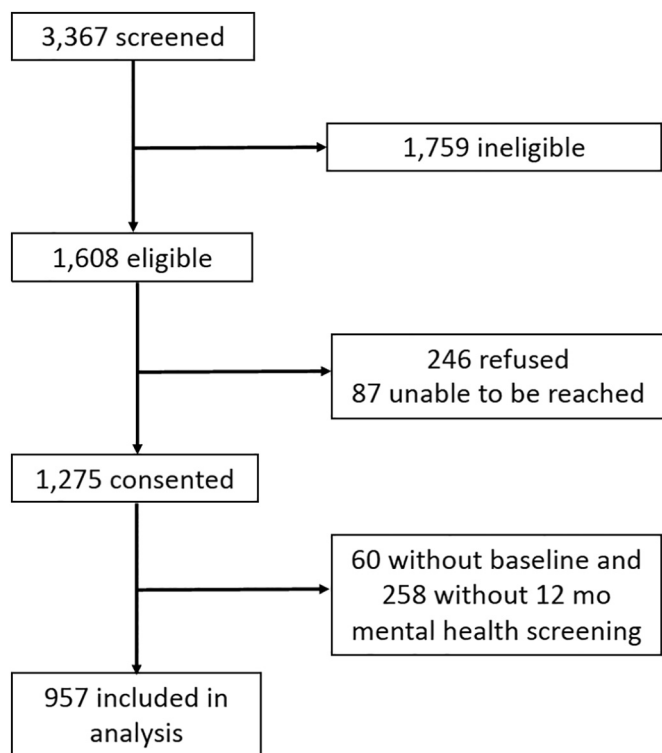 3,367 screened
1,759 ineligible
1,608 eligible
246 refused
87 unable to be reached
1,275 consented
60 without baseline and
258 without 12 mo
mental health screening
957 included in
analysis